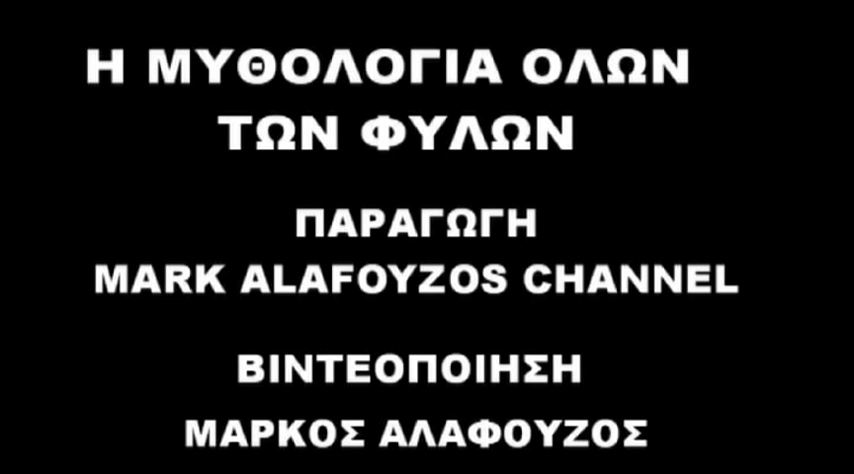 Η ΜΥΘΟΛΟΓΙΑ ΟΛΩΝ
ΤΩΝ ΦΥΛΩΝ
ΠΑΡΑΓΩΓΗ
MARK ALAFOYZOS CHANNEL
ΒΙΝΤΕΟΠΟΙΗΣΗ
ΜΑΡΚΟΣ ΑΛΑΦΟΥΖΟΣ